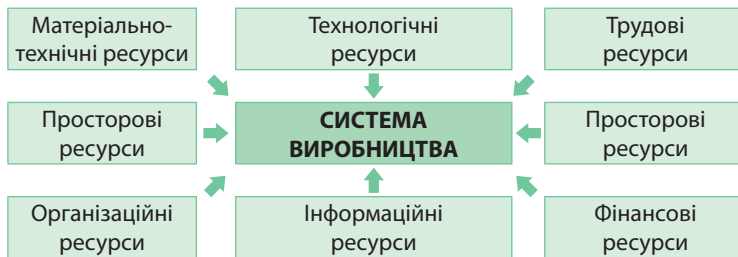 Матеріально-
технічні ресурси
Технологічні
ресурси
Трудові
ресурси
Просторові
ресурси
СИСТЕМА
ВИРОБНИЦТВА
Просторові
ресурси
Організаційні
ресурси
Інформаційні
ресурси
Фінансові
ресурси